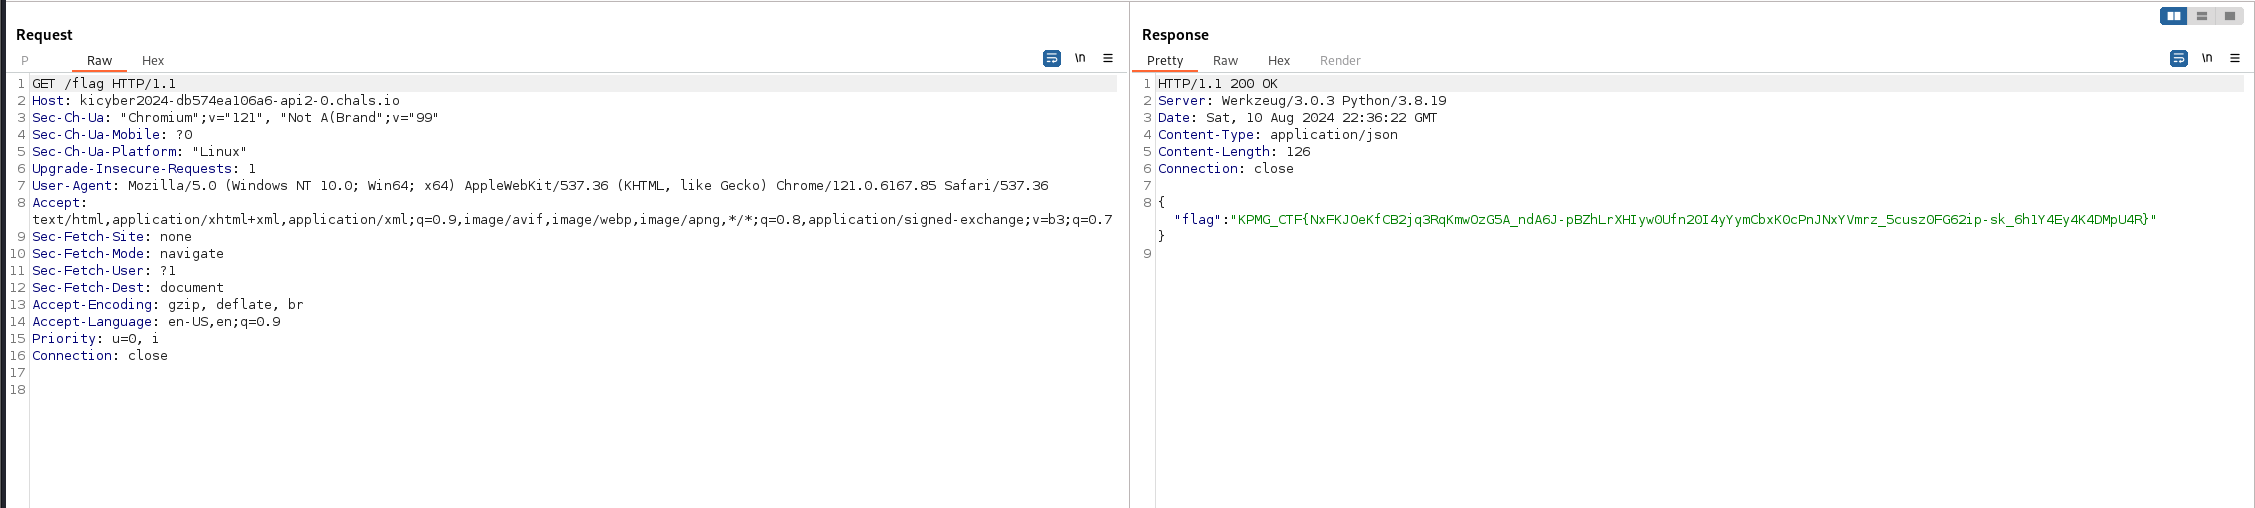 Request
P Raw Hex
\n
1 GET /flag HTTP/1.1
2 Host: kicyber2024-db574ea106a6-api2-0.chals.io
3 Sec-Ch-Ua: "Chromium";v="121", "Not A(Brand";v="99"
4 Sec-Ch-Ua-Mobile: ?0
5 Sec-Ch-Ua-Platform: "Linux"
6 Upgrade-Insecure-Requests: 1
7 User-Agent: Mozilla/5.0 (Windows NT 10.0; Win64; x64) AppleWebKit/537.36 (KHTML, like Gecko) Chrome/121.0.6167.85 Safari/537.36
8 Accept:
text/html,application/xhtml+xml,application/xml;q=0.9,image/avif,image/webp,image/apng,*/*;q=0.8,application/signed-exchange;v=b3;q=0.7
9 Sec-Fetch-Site: none
10 Sec-Fetch-Mode: navigate
11 Sec-Fetch-User: ?1
12 Sec-Fetch-Dest: document
13 Accept-Encoding: gzip, deflate, br
14 Accept-Language: en-US,en;q=0.9
15 Priority: u=0, i
16 Connection: close
17
18
Response
Pretty Raw Hex Render
\n
1 HTTP/1.1 200 OK
2 Server: Werkzeug/3.0.3 Python/3.8.19
3 Date: Sat, 10 Aug 2024 22:36:22 GMT
4 Content-Type: application/json
5 Content-Length: 126
6 Connection: close
7
8 {
"flag":"KPMG_CTF{NxFKJOeKfCB2jq3RqKmwOzG5A_ndA6J-pBZhLrXHIywOUfn20I4yYymCbxKOcPnJNxYVmrz_5cusz0FG62ip-sk_6h1Y4Ey4K4DMpU4R}"
}
9